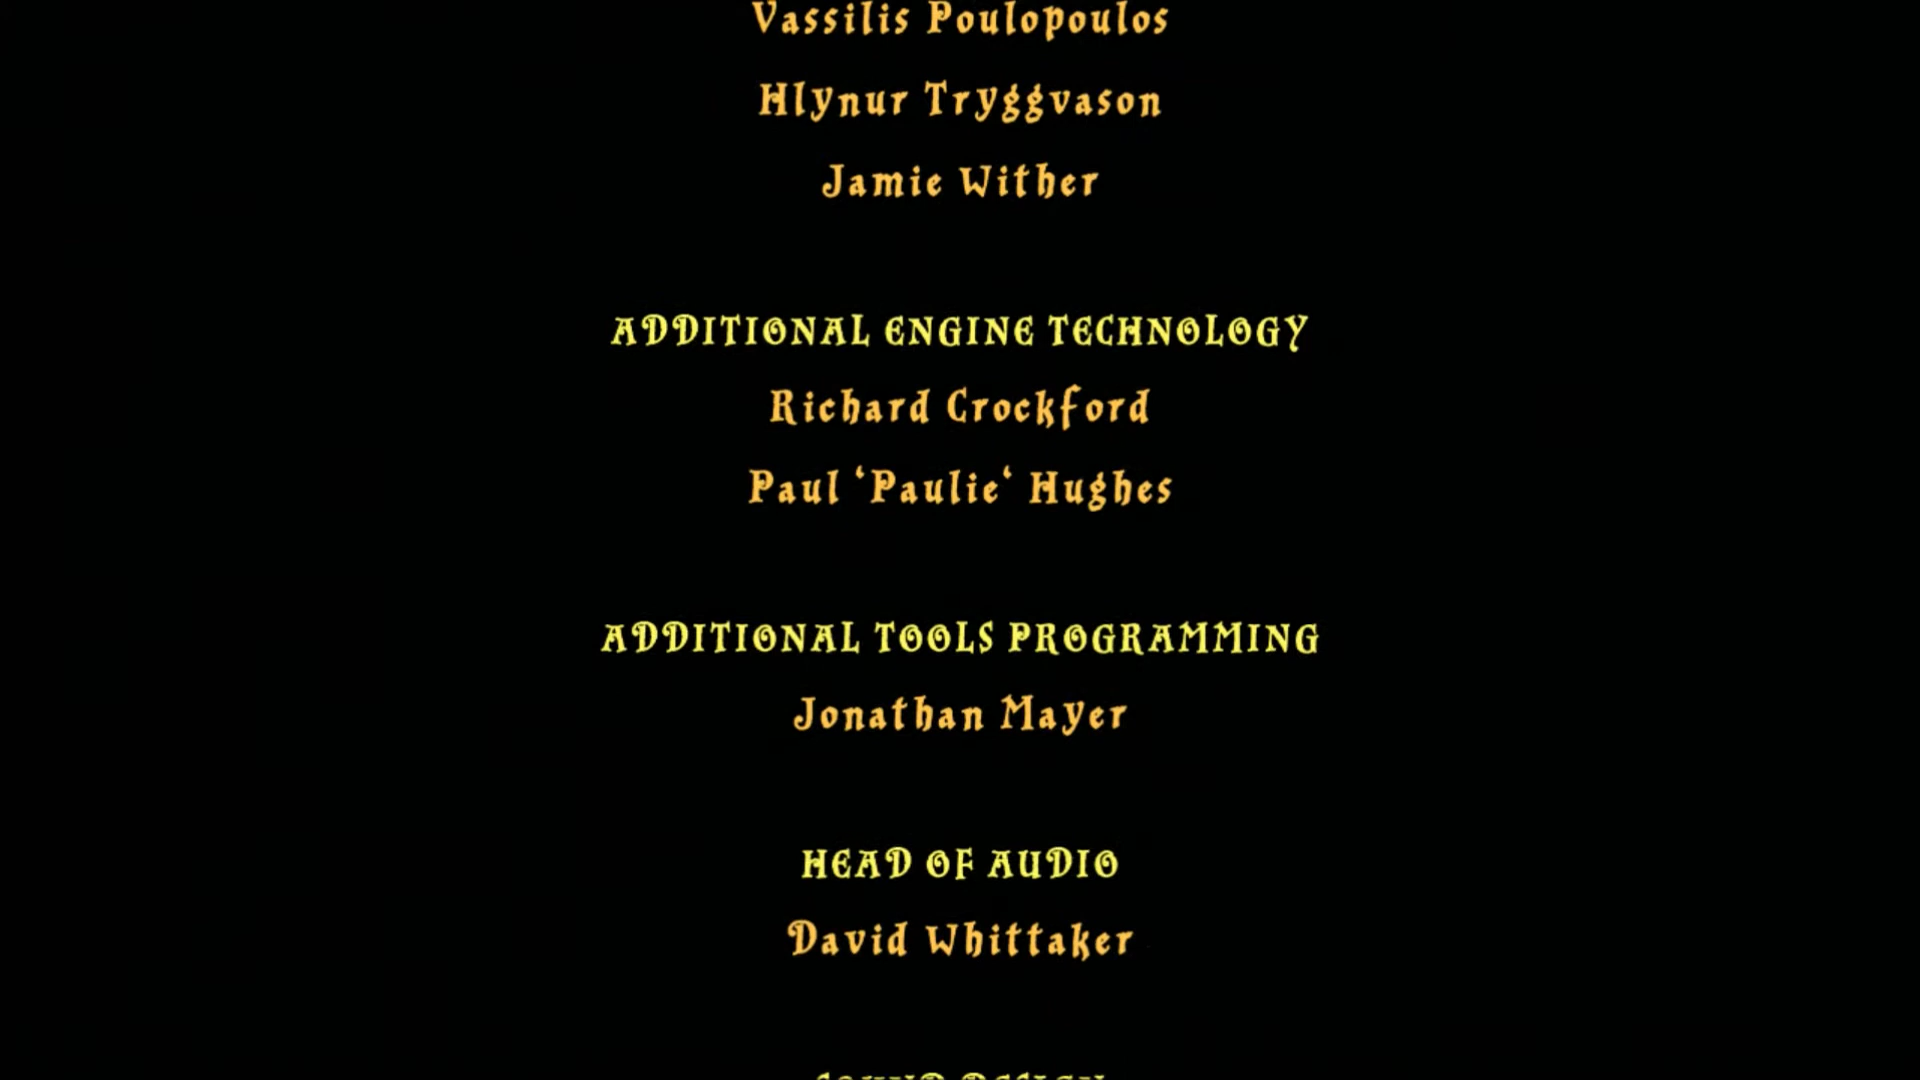 Vassilis Poulopoulos
Hlynur Tryggvason
Jamie Wither
ADDITIONAL ENGINE TECHNOLOGY
Richard Crockford
Paul ‘Paulie‘ Hughes
ADDITIONAL TOOLS PROGRAMMING
Jonathan Mayer
HEAD OF AUDIO
David Whittaker